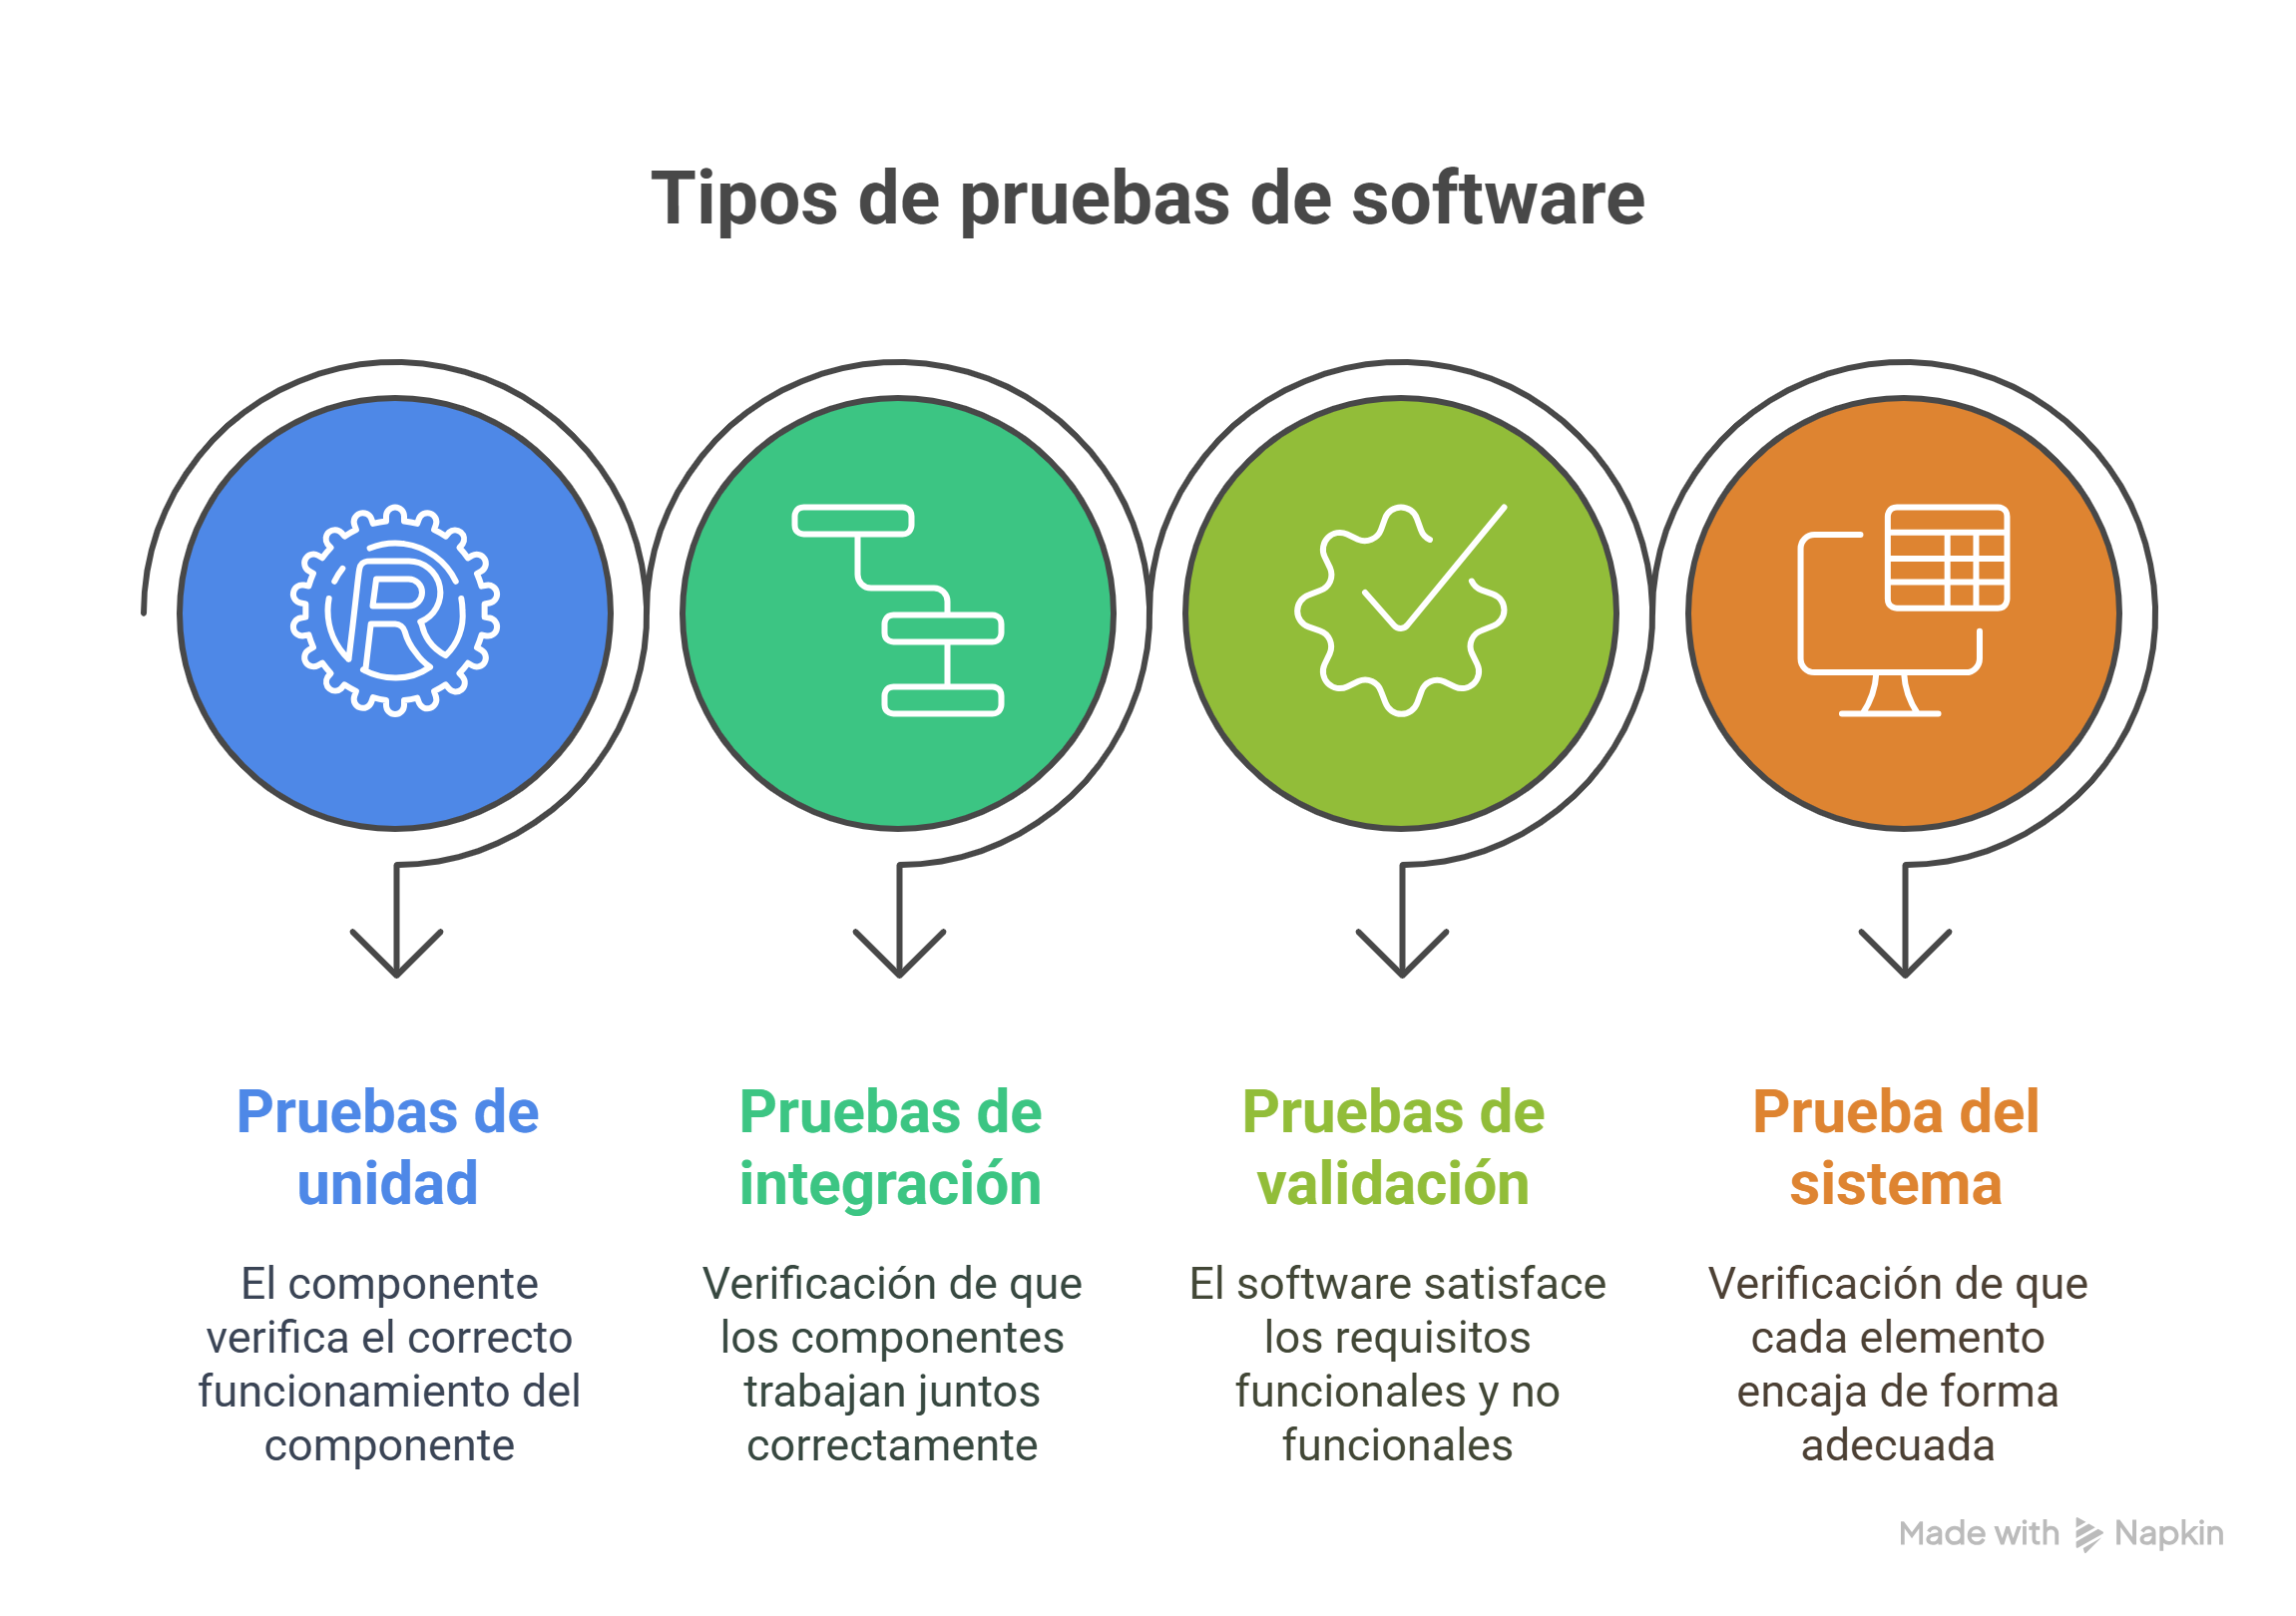 Tipos de pruebas de software
R
Pruebas de
unidad
El componente
verifica el correcto
funcionamiento del
componente
Pruebas de
integración
Verificación de que
los componentes
trabajan juntos
correctamente
Pruebas de
validación
El software satisface
los requisitos
funcionales y no
funcionales
Prueba del
sistema
Verificación de que
cada elemento
encaja de forma
adecuada
Made with Napkin